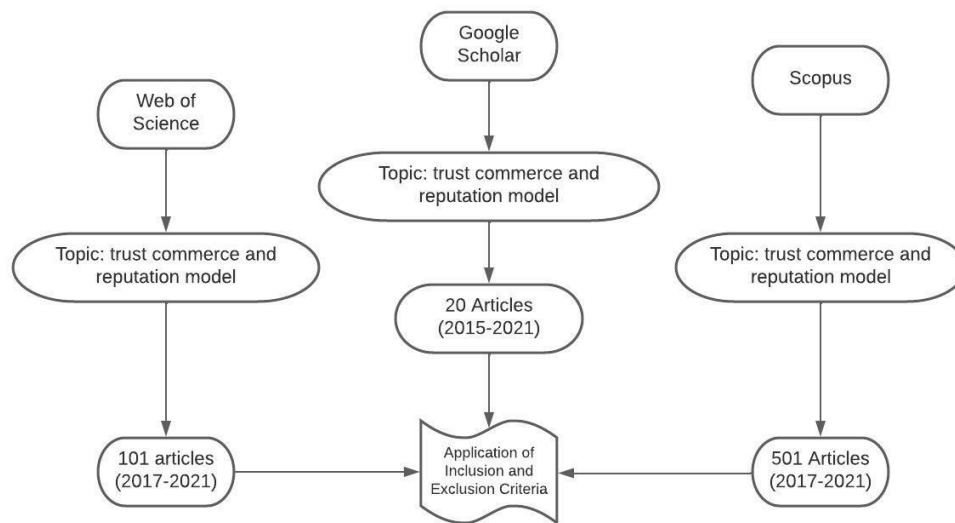 Google
Scholar
Web of
Science
Scopus
Topic: trust commerce and
reputation model
Topic: trust commerce and
reputation model
Topic: trust commerce and
reputation model
20 Articles
(2015-2021)
101 articles
(2017-2021)
Application of
Inclusion and
Exclusion Criteria
501 Articles
(2017-2021)